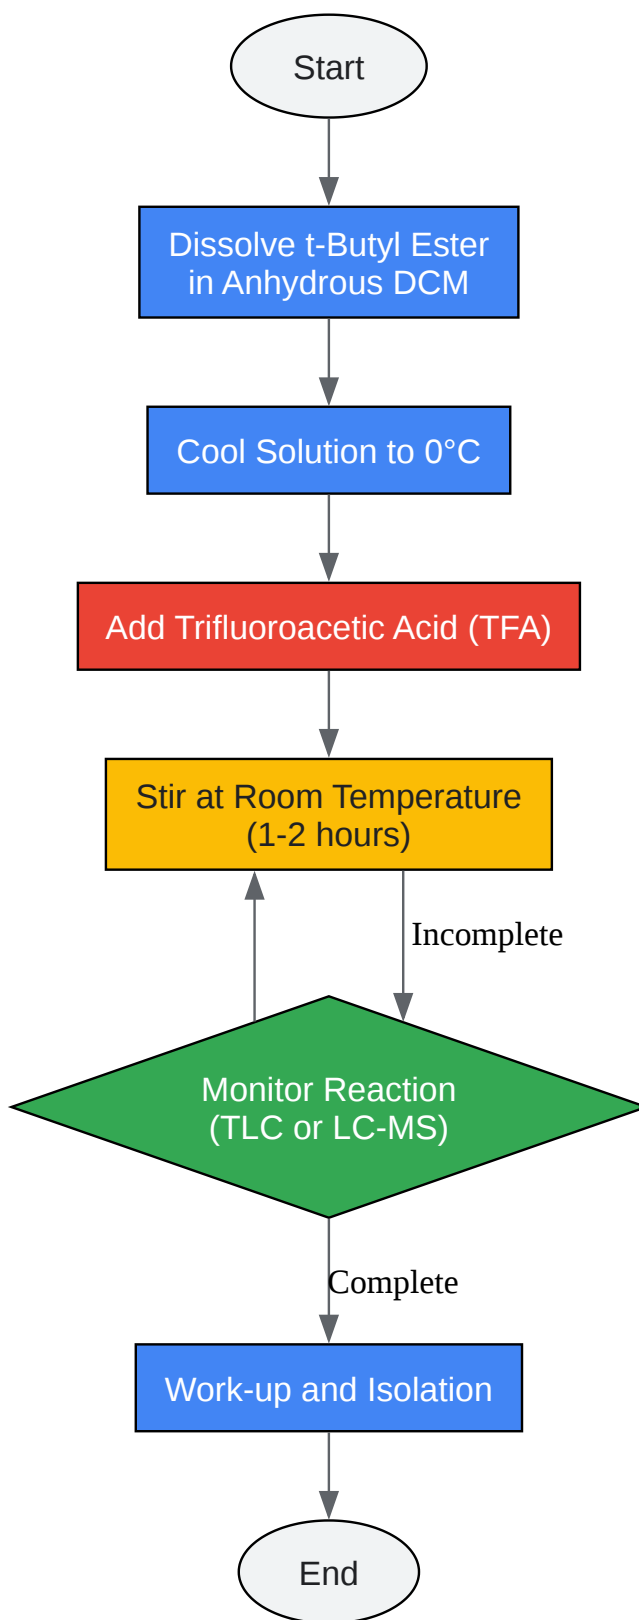 Start
Dissolve t-Butyl Ester
in Anhydrous DCM
Cool Solution to 0°C
Add Trifluoroacetic Acid (TFA)
Stir at Room Temperature
(1-2 hours)
Incomplete
Monitor Reaction
(TLC or LC-MS)
Complete
Work-up and Isolation
End